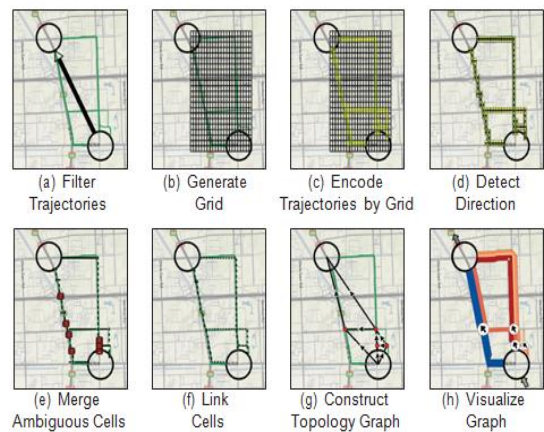 (a) Filter
Trajectories
(b) Generate
Grid
(c) Encode
Trajectories by Grid
(d) Detect
Direction
(e) Merge
Ambiguous Cells
(f) Link
Cells
(g) Construct
Topology Graph
(h) Visualize
Graph